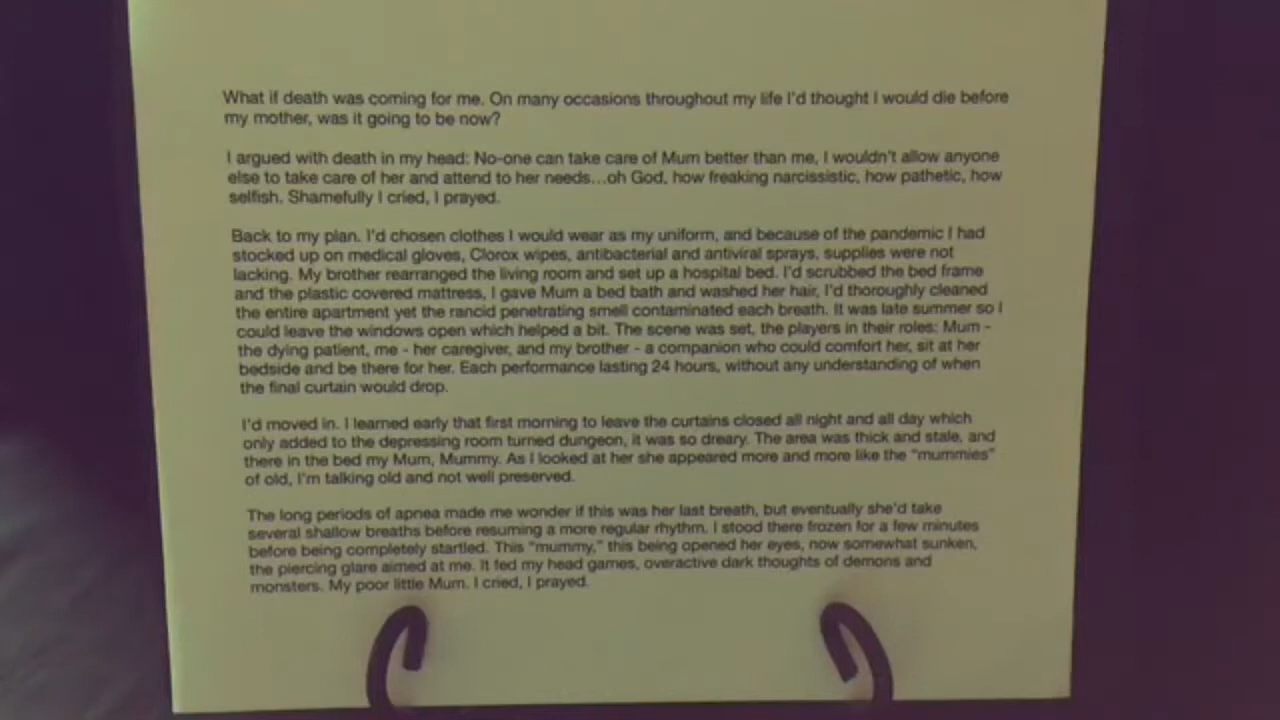 What if death was coming for me. On many occasions throughout my life I'd thought I would die before
my mother, was it going to be now?
I argued with death in my head: No-one can take care of Mum better than me, I wouldn't allow anyone
else to take care of her and attend to her needs...oh God, how freaking narcissistic, how pathetic, how
selfish. Shamefully I cried, I prayed.
Back to my plan. I'd chosen clothes I would wear as my uniform, and because of the pandemic I had
stocked up on medical gloves, Clorox wipes, antibacterial and antiviral sprays, supplies were not
lacking. My brother rearranged the living room and set up a hospital bed. I'd scrubbed the bed frame
and the plastic covered mattress, I gave Mum a bed bath and washed her hair, I'd thoroughly cleaned
the entire apartment yet the rancid penetrating smell contaminated each breath. It was late summer so I
could leave the windows open which helped a bit. The scene was set, the players in their roles: Mum -
the dying patient, me - her caregiver, and my brother - a companion who could comfort her, sit at her
bedside and be there for her. Each performance lasting 24 hours, without any understanding of when
the final curtain would drop.
I'd moved in. I learned early that first morning to leave the curtains closed all night and all day which
only added to the depressing room turned dungeon, it was so dreary. The area was thick and stale, and
there in the bed my Mum, Mummy. As I looked at her she appeared more and more like the "mummies"
of old, I'm talking old and not well preserved.
The long periods of apnea made me wonder if this was her last breath, but eventually she'd take
several shallow breaths before resuming a more regular rhythm. I stood there frozen for a few minutes
before being completely startled. This "mummy," this being opened her eyes, now somewhat sunken,
the piercing glare aimed at me. It fed my head games, overactive dark thoughts of demons and
monsters. My poor little Mum. I cried, I prayed.